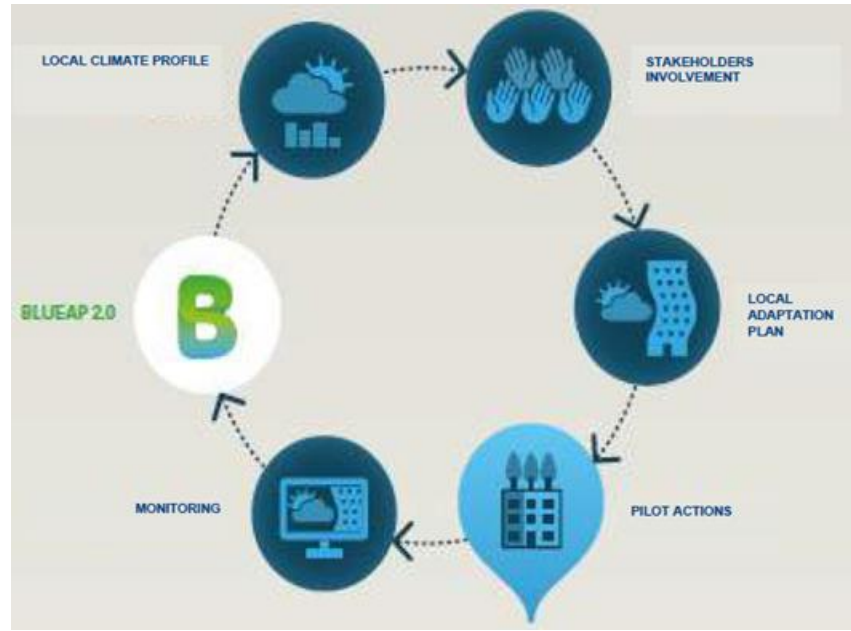 LOCAL CLIMATE PROFILE
STAKEHOLDERS
INVOLVEMENT
B
BLUEAP 2.0
LOCAL
ADAPTATION
PLAN
MONITORING
PILOT ACTIONS